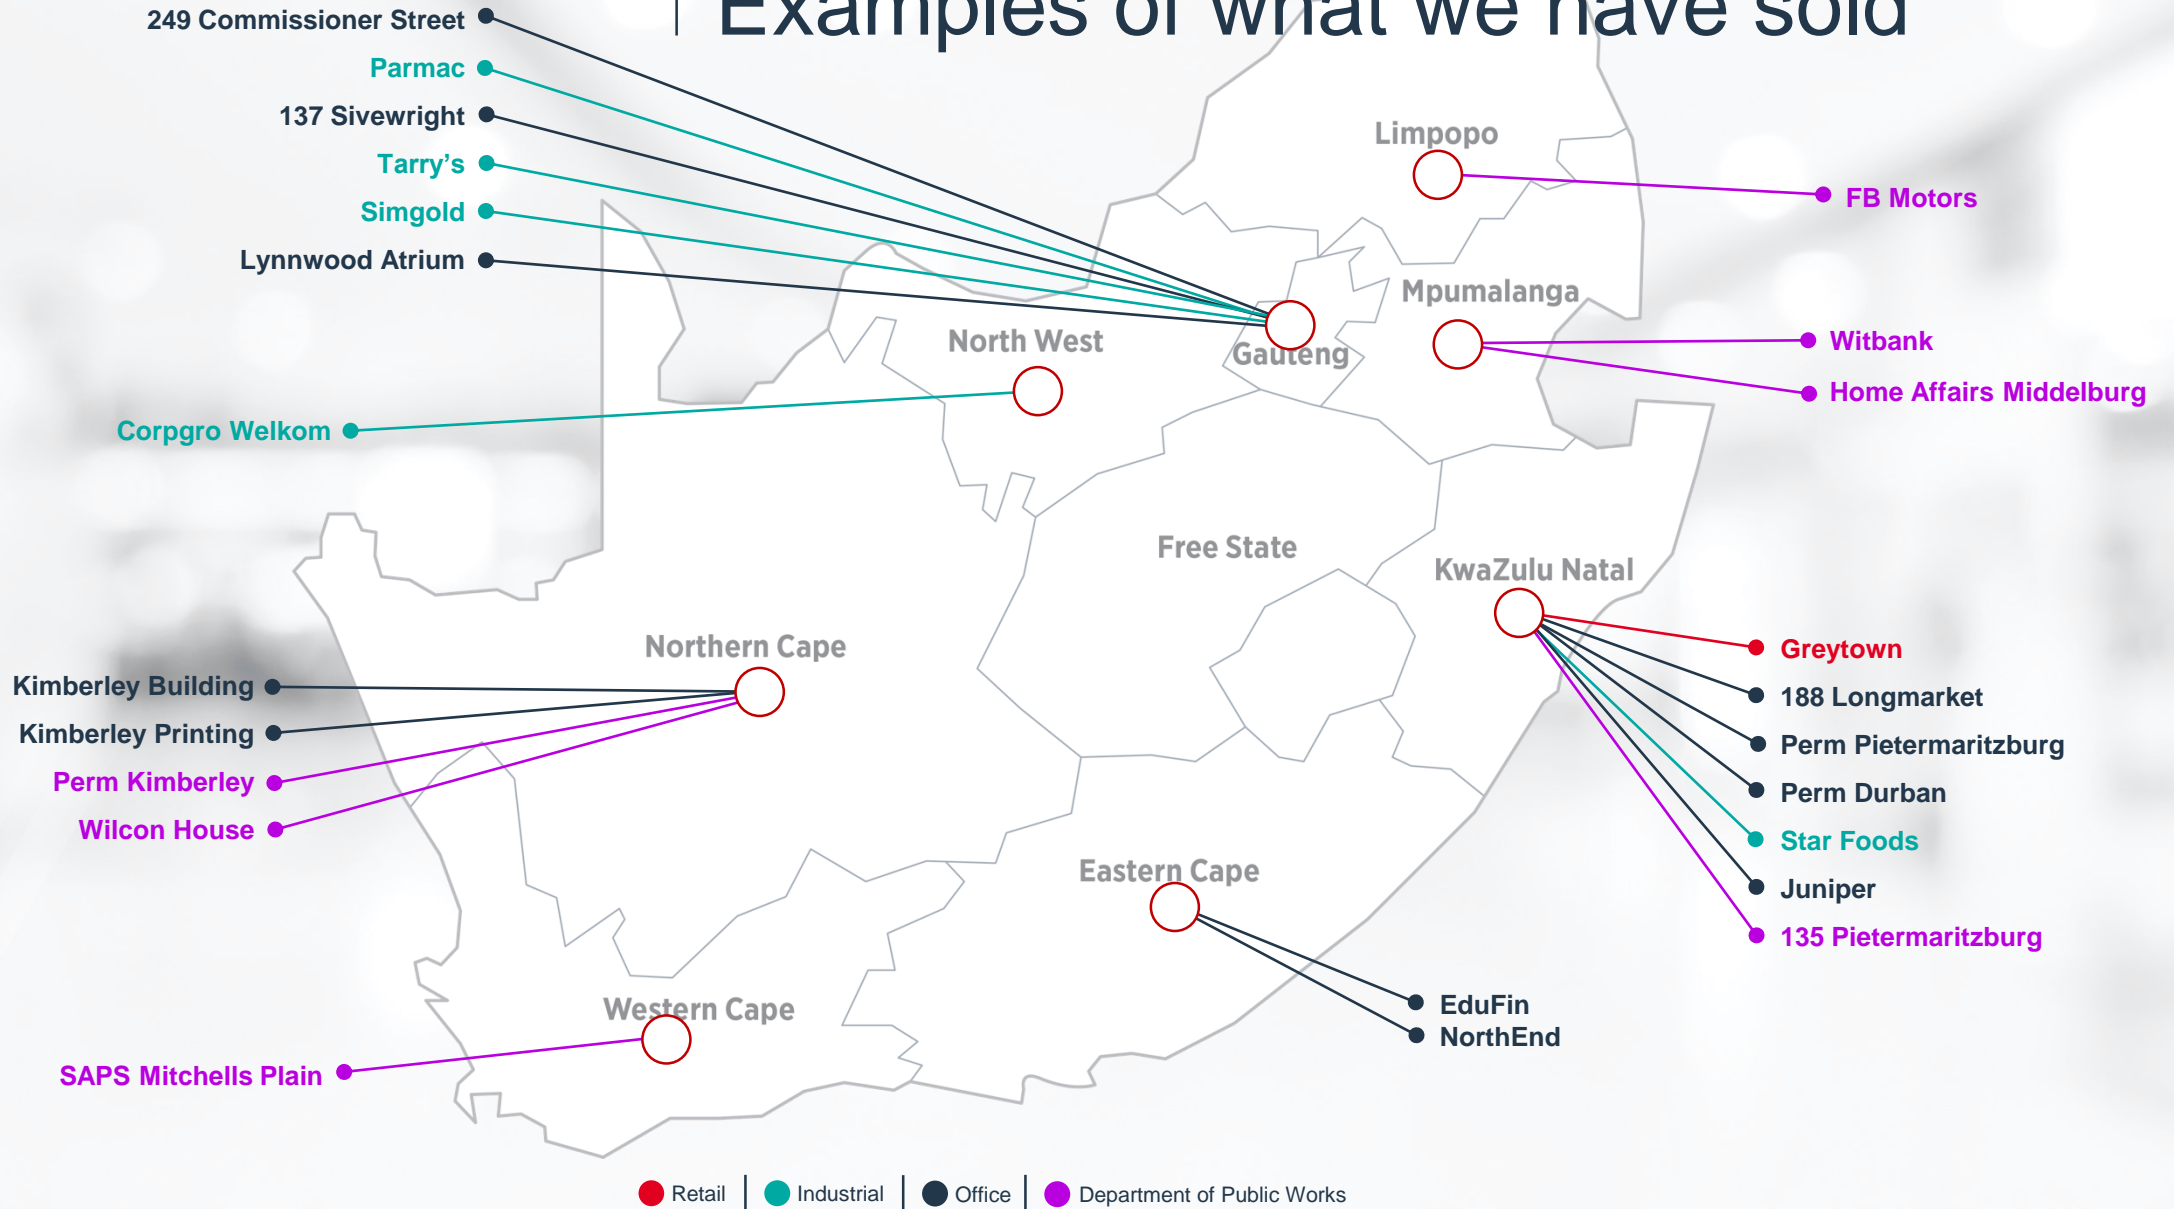 Examples of what we have sold
249 Commissioner Street
Parmac
137 Sivewright
Tarry’s
Simgold
Lynnwood Atrium
Corpgro Welkom
Kimberley Building
Kimberley Printing
Perm Kimberley
Wilcon House
SAPS Mitchells Plain
Limpopo
Mpumalanga
North West
Gauteng
Free State
KwaZulu Natal
Northern Cape
Eastern Cape
Western Cape
FB Motors
Witbank
Home Affairs Middelburg
Greytown
188 Longmarket
Perm Pietermaritzburg
Perm Durban
Star Foods
Juniper
135 Pietermaritzburg
EduFin
NorthEnd
Retail | Industrial | Office | Department of Public Works